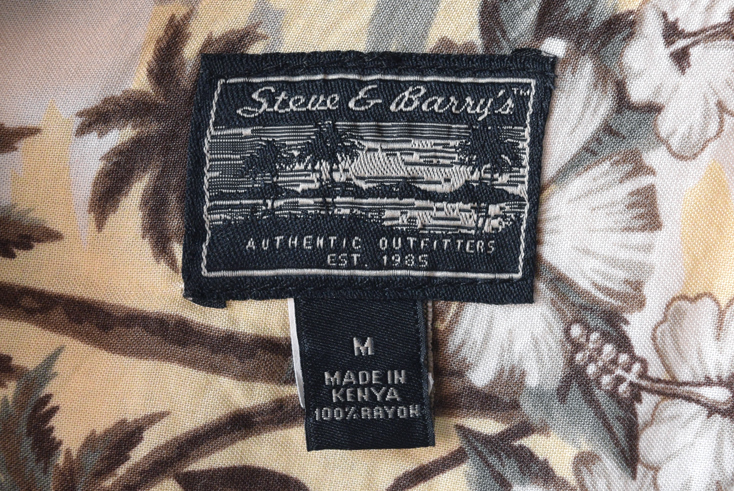 Steve & Barry's™
AUTHENTIC OUTFITTERS
EST. 1985
M
MADE IN
KENYA
100% RAYON